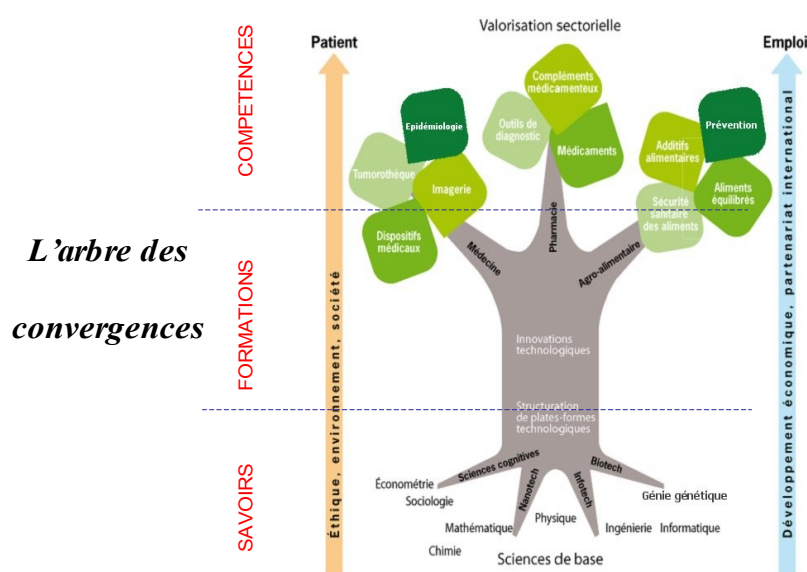 Valorisation sectorielle
Patient
Emploi
COMPETENCES
FORMATIONS
SAVOIRS
L'arbre des
convergences
Éthique, environnement, société
Développement économique, partenariat international
Epidémiologie
Tumorothèque
Imagerie
Dispositifs
médicaux
Compléments
médicamenteux
Outils de
diagnostic
Médicaments
Prévention
Additifs
alimentaires
Aliments
équilibrés
Sécurité
sanitaire
des aliments
Médecine
Pharmacie
Agro-alimentaire
Innovations
technologiques
Structuration
de plates-formes
technologiques
Sciences cognitives
Nanotech
Infotech
Biotech
Économétrie
Sociologie
Mathématique
Chimie
Physique
Ingénierie
Informatique
Génie génétique
Sciences de base